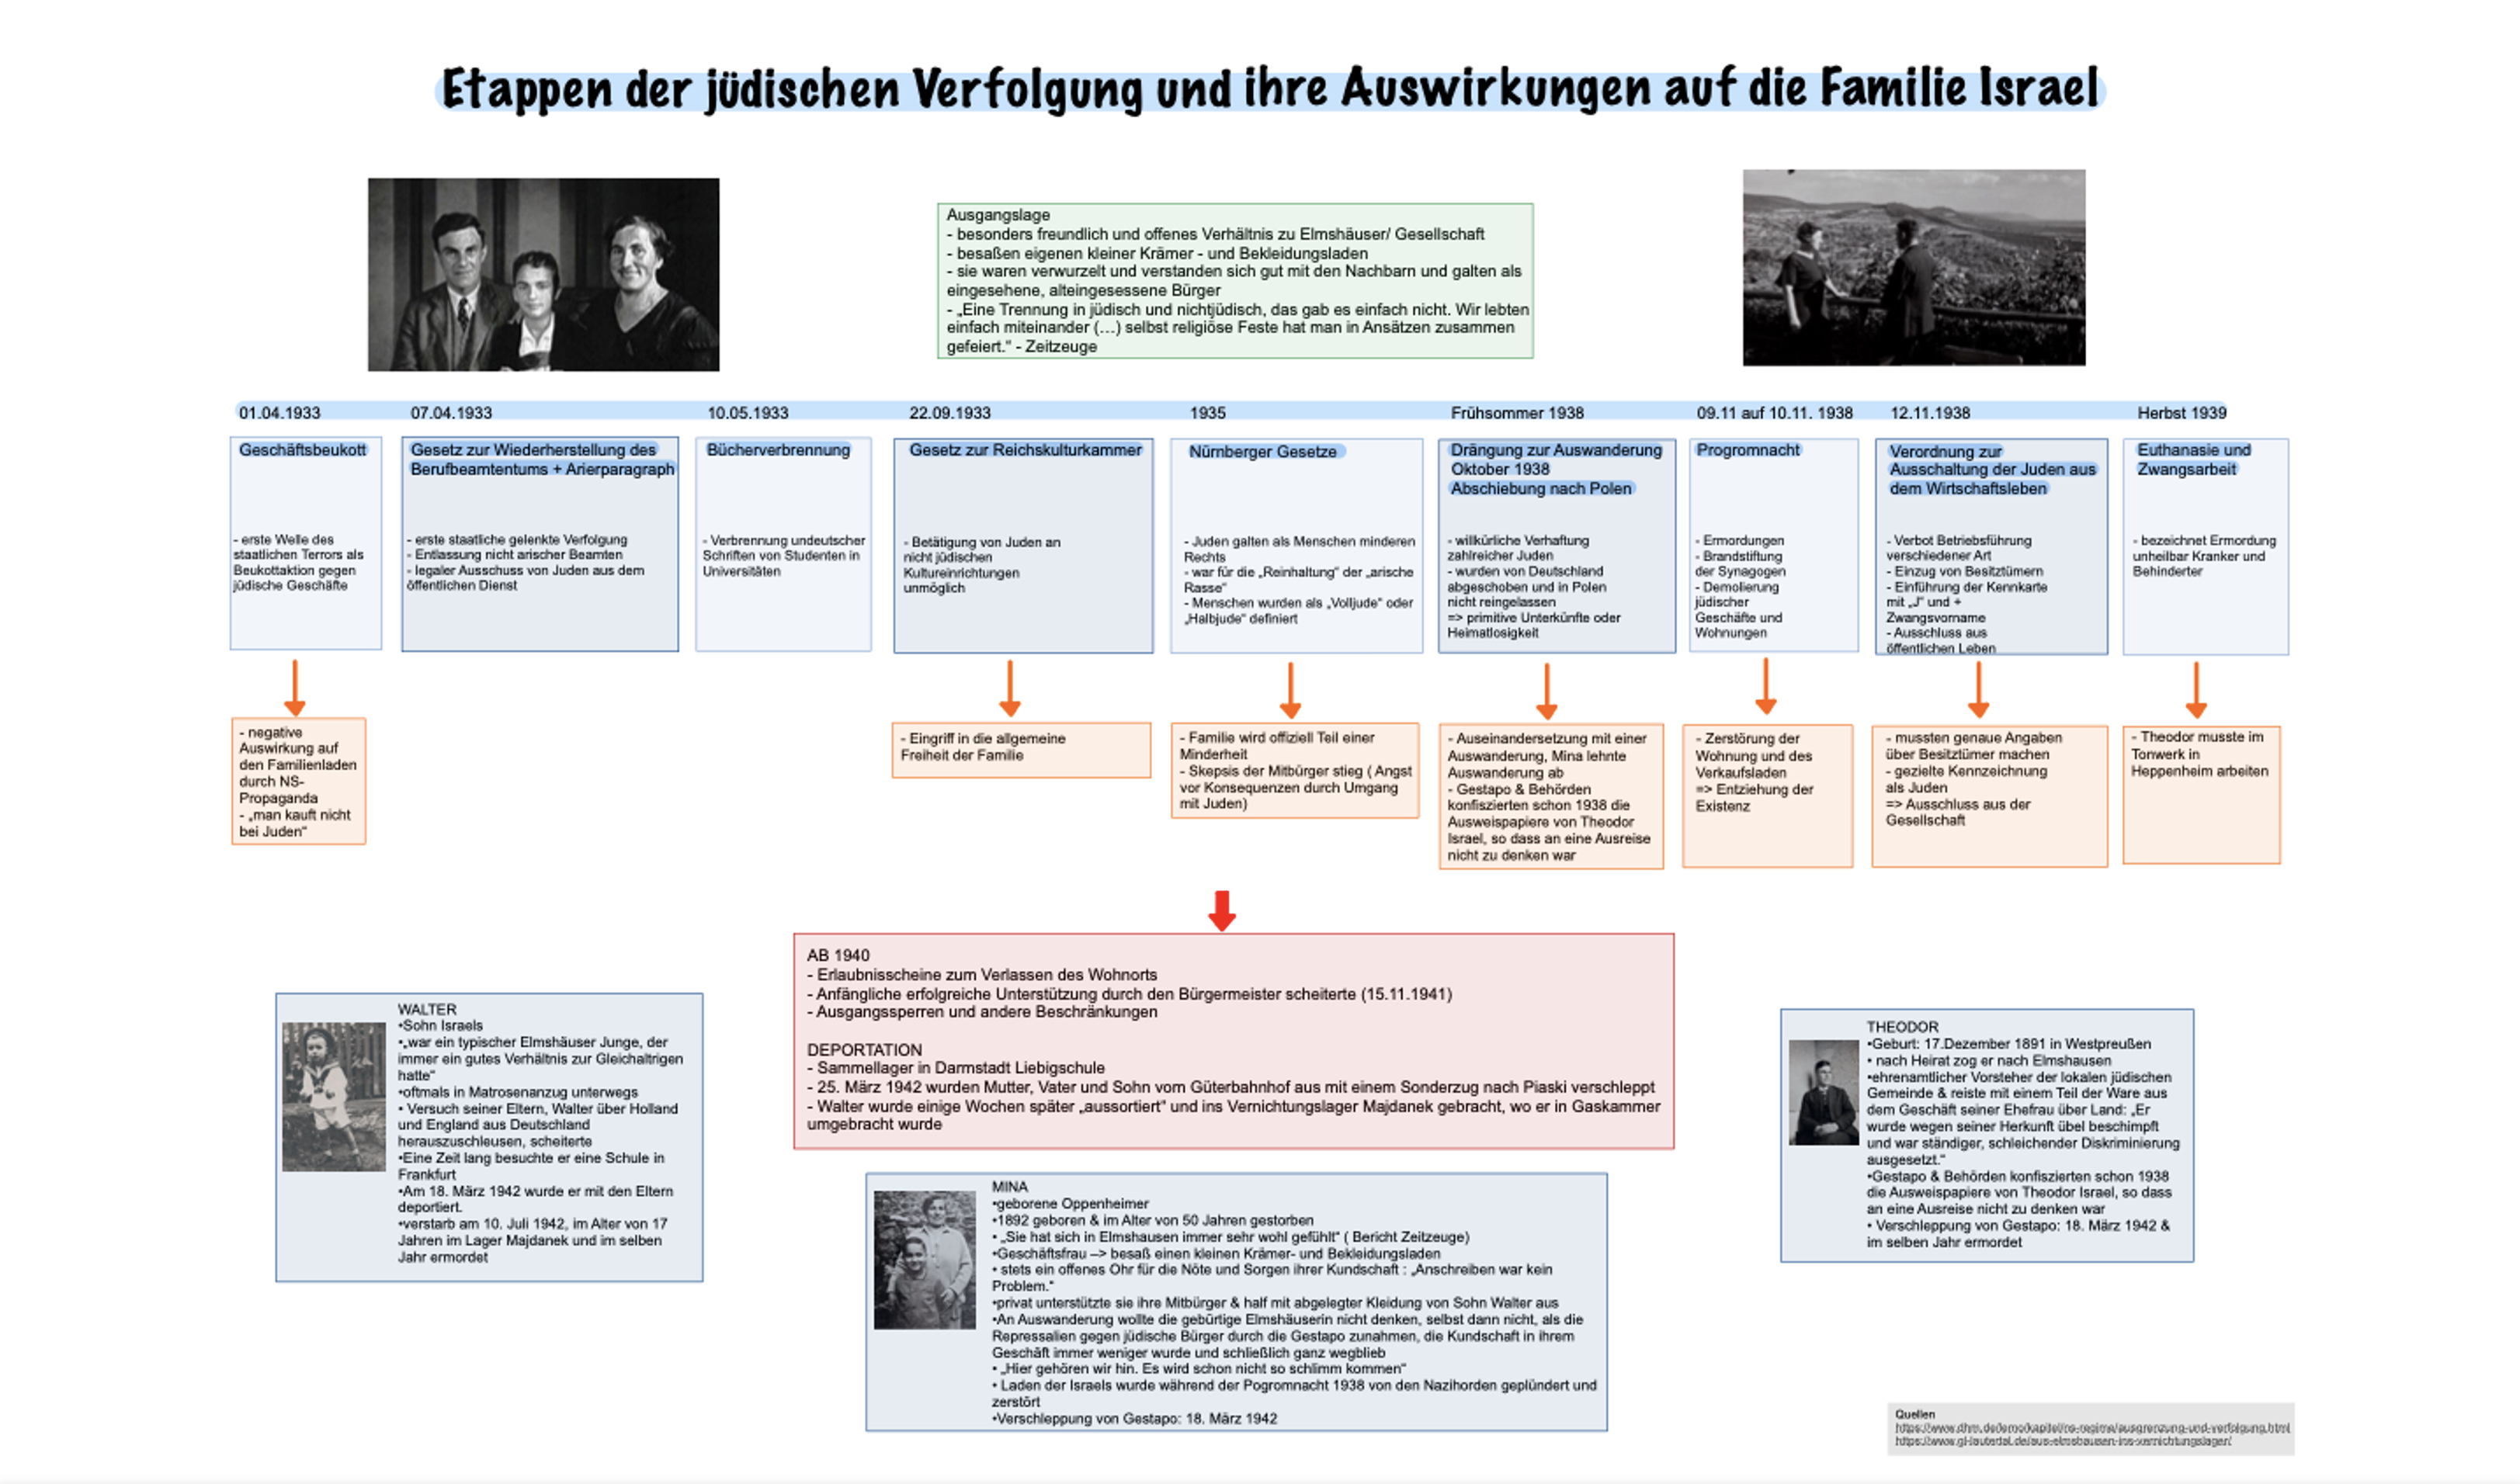 Etappen der jüdischen Verfolgung und ihre Auswirkungen auf die Familie Israel
Ausgangslage
- besonders freundlich und offenes Verhältnis zu Elmshäuser/ Gesellschaft
- besaßen eigenen kleiner Krämer - und Bekleidungsladen
- sie waren verwurzelt und verstanden sich gut mit den Nachbarn und galten als
eingesehene, alteingesessene Bürger
- „Eine Trennung in jüdisch und nichtjüdisch, das gab es einfach nicht. Wir lebten
einfach miteinander (...) selbst religiöse Feste hat man in Ansätzen zusammen
gefeiert.“ - Zeitzeuge
01.04.1933
Geschäftsbeukott
- erste Welle des
staatlichen Terrors als
Beukottaktion gegen
jüdische Geschäfte
- negative
Auswirkung auf
den Familienladen
durch NS-
Propaganda
- „man kauft nicht
bei Juden“
07.04.1933
Gesetz zur Wiederherstellung des
Berufbeamtentums + Arierparagraph
- erste staatliche gelenkte Verfolgung
- Entlassung nicht arischer Beamten
- legaler Ausschuss von Juden aus dem
öffentlichen Dienst
10.05.1933
Bücherverbrennung
- Verbrennung undeutscher
Schriften von Studenten in
Universitäten
22.09.1933
Gesetz zur Reichskulturkammer
- Betätigung von Juden an
nicht jüdischen
Kultureinrichtungen
unmöglich
- Eingriff in die allgemeine
Freiheit der Familie
1935
Nürnberger Gesetze
- Juden galten als Menschen minderen
Rechts
- war für die „Reinhaltung“ der „arische
Rasse“
- Menschen wurden als „Volljude“ oder
„Halbjude“ definiert
- Familie wird offiziell Teil einer
Minderheit
- Skepsis der Mitbürger stieg ( Angst
vor Konsequenzen durch Umgang
mit Juden)
Frühsommer 1938
Drängung zur Auswanderung
Oktober 1938
Abschiebung nach Polen
- willkürliche Verhaftung
zahlreicher Juden
- wurden von Deutschland
abgeschoben und in Polen
nicht reingelassen
=> primitive Unterkünfte oder
Heimatlosigkeit
- Auseinandersetzung mit einer
Auswanderung, Mina lehnte
Auswanderung ab
- Gestapo & Behörden
konfiszierten schon 1938 die
Ausweispapiere von Theodor
Israel, so dass an eine Ausreise
nicht zu denken war
09.11 auf 10.11. 1938
Progromnacht
- Ermordungen
- Brandstiftung
der Synagogen
- Demolierung
jüdischer
Geschäfte und
Wohnungen
- Zerstörung der
Wohnung und des
Verkaufsladen
=> Entziehung der
Existenz
12.11.1938
Verordnung zur
Ausschaltung der Juden aus
dem Wirtschaftsleben
- Verbot Betriebsführung
verschiedener Art
- Einzug von Besitztümern
- Einführung der Kennkarte
mit „J“ und +
Zwangsvorname
- Ausschluss aus
öffentlichen Leben
- mussten genaue Angaben
über Besitztümer machen
- gezielte Kennzeichnung
als Juden
=> Ausschluss aus der
Gesellschaft
Herbst 1939
Euthanasie und
Zwangsarbeit
- bezeichnet Ermordung
unheilbar Kranker und
Behinderter
- Theodor musste im
Tonwerk in
Heppenheim arbeiten
AB 1940
- Erlaubnisscheine zum Verlassen des Wohnorts
- Anfängliche erfolgreiche Unterstützung durch den Bürgermeister scheiterte (15.11.1941)
- Ausgangssperren und andere Beschränkungen
DEPORTATION
- Sammellager in Darmstadt Liebigschule
- 25. März 1942 wurden Mutter, Vater und Sohn vom Güterbahnhof aus mit einem Sonderzug nach Piaski verschleppt
- Walter wurde einige Wochen später „aussortiert“ und ins Vernichtungslager Majdanek gebracht, wo er in Gaskammer
umgebracht wurde
WALTER
•Sohn Israels
•„war ein typischer Elmshäuser Junge, der
immer ein gutes Verhältnis zur Gleichaltrigen
hatte“
•oftmals in Matrosenanzug unterwegs
• Versuch seiner Eltern, Walter über Holland
und England aus Deutschland
herauszuschleusen, scheiterte
•Eine Zeit lang besuchte er eine Schule in
Frankfurt
•Am 18. März 1942 wurde er mit den Eltern
deportiert.
•verstarb am 10. Juli 1942, im Alter von 17
Jahren im Lager Majdanek und im selben
Jahr ermordet
MINA
•geborene Oppenheimer
•1892 geboren & im Alter von 50 Jahren gestorben
• „Sie hat sich in Elmshausen immer sehr wohl gefühlt“ ( Bericht Zeitzeuge)
•Geschäftsfrau –> besaß einen kleinen Krämer- und Bekleidungsladen
• stets ein offenes Ohr für die Nöte und Sorgen ihrer Kundschaft : „Anschreiben war kein
Problem.“
•privat unterstützte sie ihre Mitbürger & half mit abgelegter Kleidung von Sohn Walter aus
•An Auswanderung wollte die gebürtige Elmshäuserin nicht denken, selbst dann nicht, als die
Repressalien gegen jüdische Bürger durch die Gestapo zunahmen, die Kundschaft in ihrem
Geschäft immer weniger wurde und schließlich ganz wegblieb
• „Hier gehören wir hin. Es wird schon nicht so schlimm kommen“
• Laden der Israels wurde während der Pogromnacht 1938 von den Nazihorden geplündert und
zerstört
•Verschleppung von Gestapo: 18. März 1942
THEODOR
•Geburt: 17.Dezember 1891 in Westpreußen
• nach Heirat zog er nach Elmshausen
•ehrenamtlicher Vorsteher der lokalen jüdischen
Gemeinde & reiste mit einem Teil der Ware aus
dem Geschäft seiner Ehefrau über Land: „Er
wurde wegen seiner Herkunft übel beschimpft
und war ständiger, schleichender Diskriminierung
ausgesetzt.“
•Gestapo & Behörden konfiszierten schon 1938
die Ausweispapiere von Theodor Israel, so dass
an eine Ausreise nicht zu denken war
• Verschleppung von Gestapo: 18. März 1942 &
im selben Jahr ermordet
Quellen
https://www.dhm.de/lemo/kapitel/ns-regime/ausgrenzung-und-verfolgung.html
https://www.gl-lautertal.de/aus-elmshausen-ins-vernichtungslager/